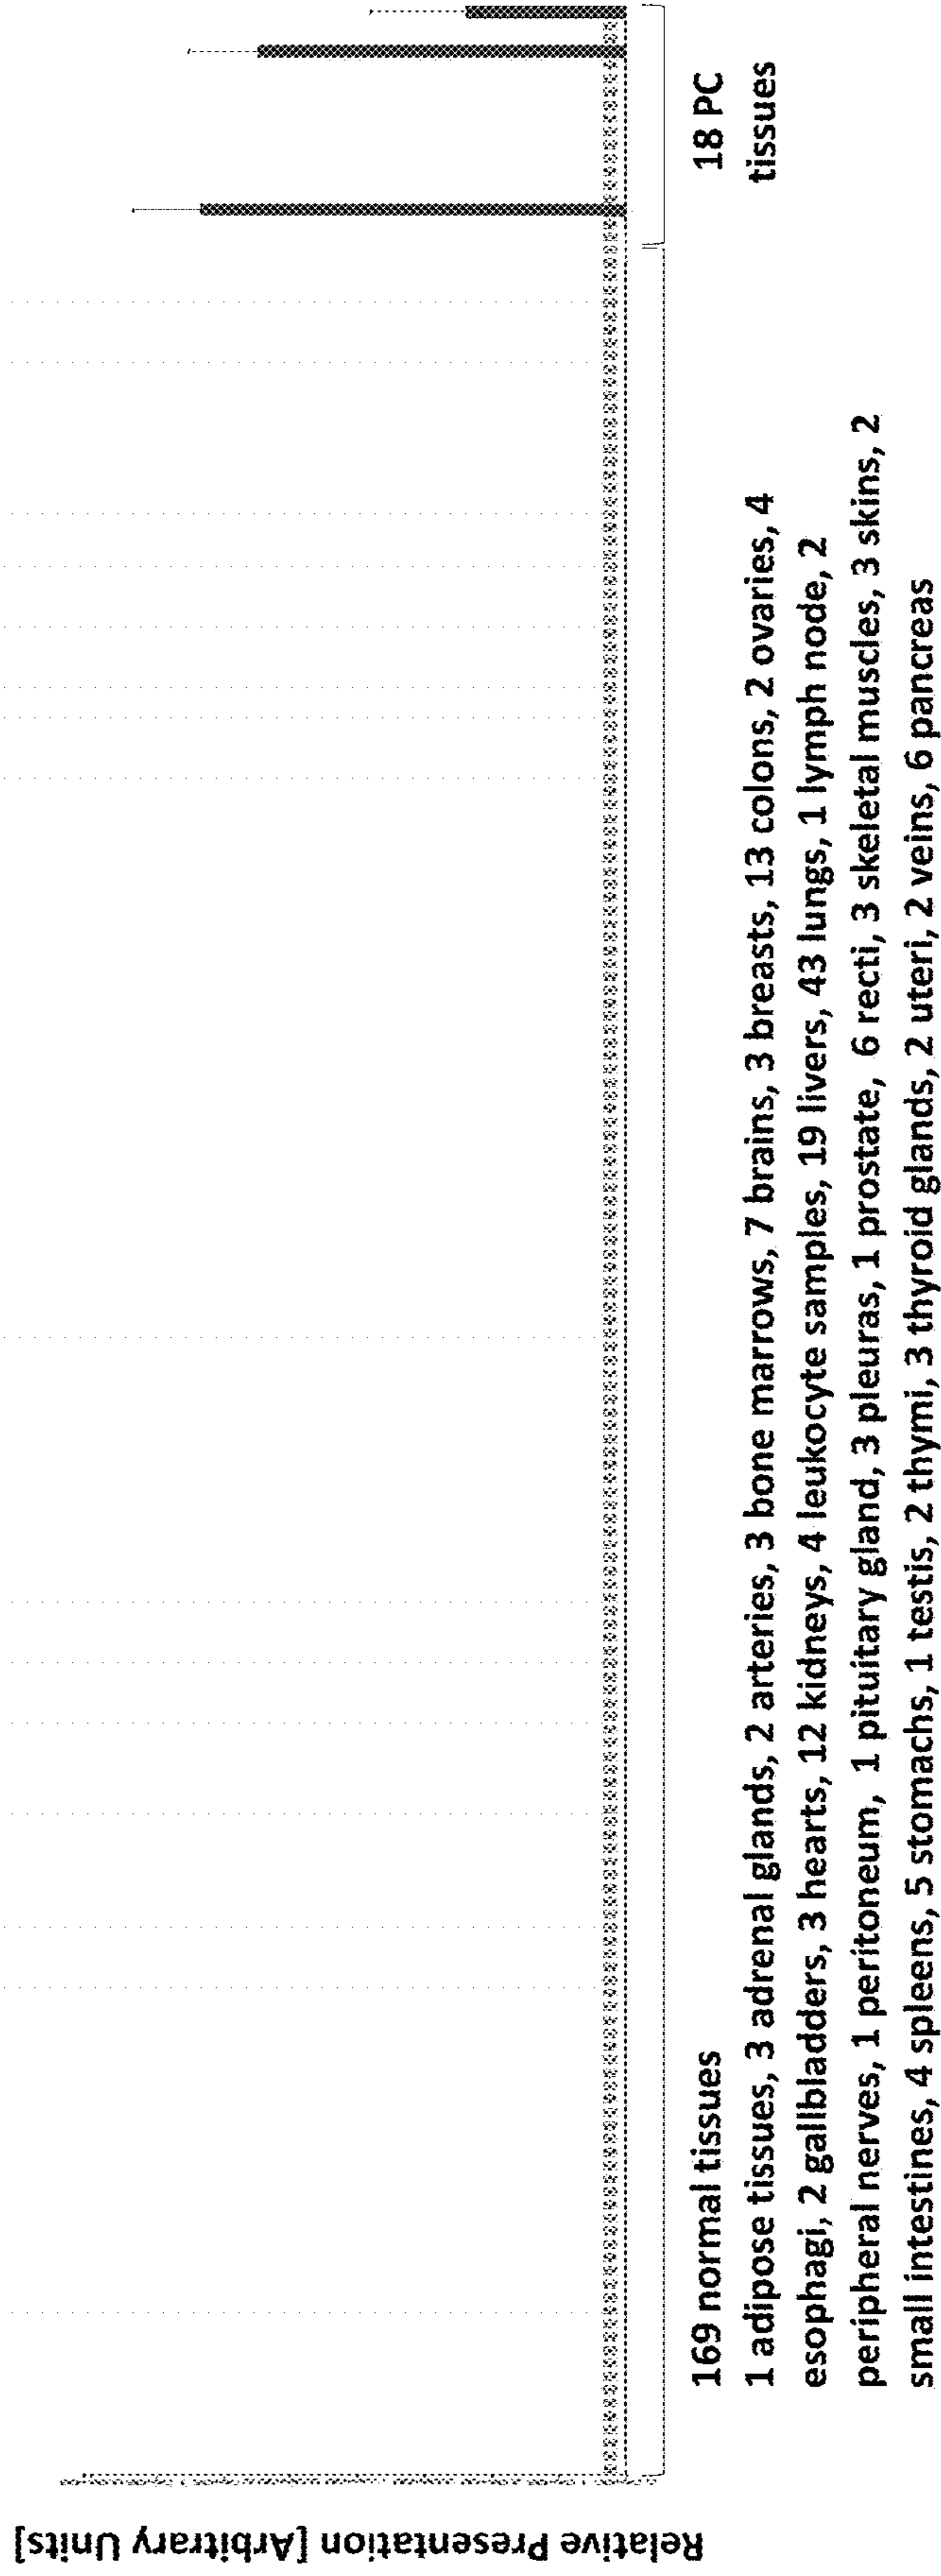 Relative Presentation [Arbitrary Units]
169 normal tissues
1 adipose tissues, 3 adrenal glands, 2 arteries, 3 bone marrows, 7 brains, 3 breasts, 13 colons, 2 ovaries, 4
esophagi, 2 gallbladders, 3 hearts, 12 kidneys, 4 leukocyte samples, 19 livers, 43 lungs, 1 lymph node, 2
peripheral nerves, 1 peritoneum, 1 pituitary gland, 3 pleuras, 1 prostate, 6 recti, 3 skeletal muscles, 3 skins, 2
small intestines, 4 spleens, 5 stomachs, 1 testis, 2 thymi, 3 thyroid glands, 2 uteri, 2 veins, 6 pancreas
18 PC
tissues